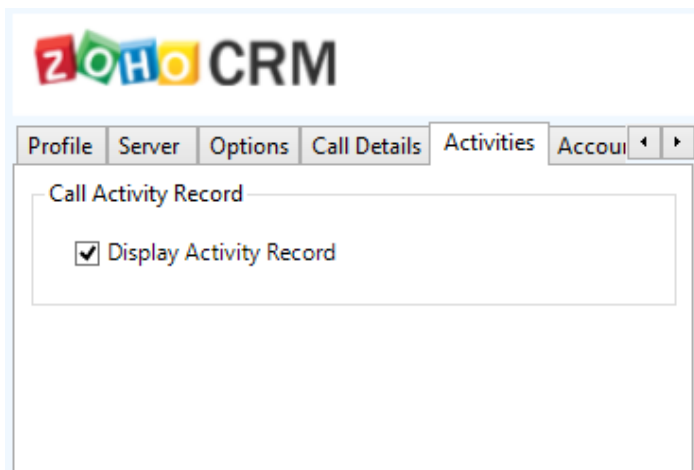 ZOHO CRM
Profile Server Options Call Details Activities Accou
Call Activity Record
Display Activity Record